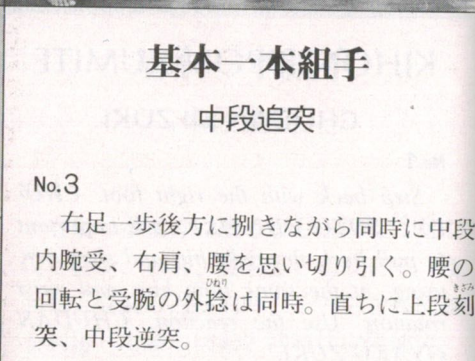 基本一本組手
中段追突
No.3
右足一歩後方に捌きながら同時に中段
内腕受、右肩、腰を思い切り引く。腰の
回転と受腕の外捻は同時。直ちに上段刻
突、中段逆突。